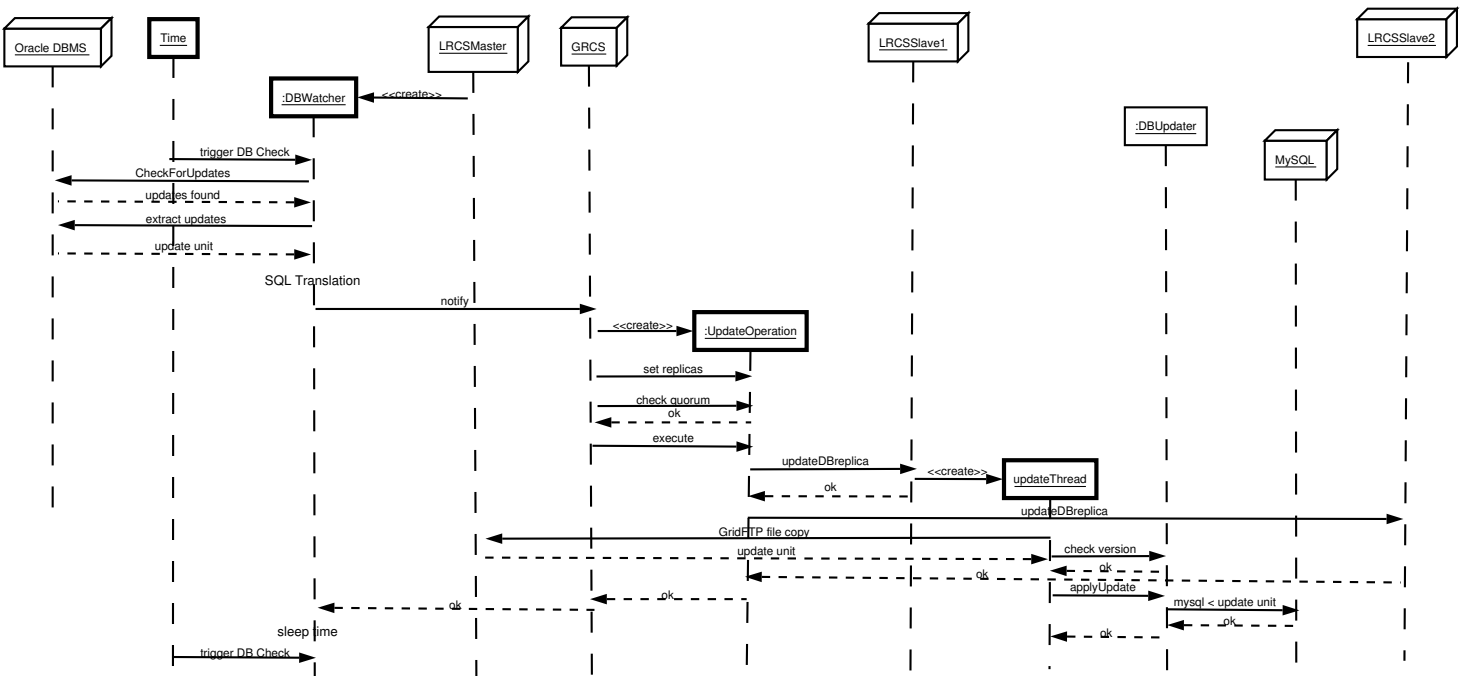 Oracle DBMS
Time
LRCSMaster
GRCS
LRCSSlave1
LRCSSlave2
:DBWatcher
<<create>>
:DBUpdater
MySQL
trigger DB Check
CheckForUpdates
updates found
extract updates
update unit
SQL Translation
notify
<<create>>
:UpdateOperation
set replicas
check quorum
ok
execute
updateDBreplica
<<create>>
updateThread
ok
updateDBreplica
GridFTP file copy
update unit
check version
ok
ok
applyUpdate
ok
ok
mysql < update unit
ok
ok
sleep time
trigger DB Check